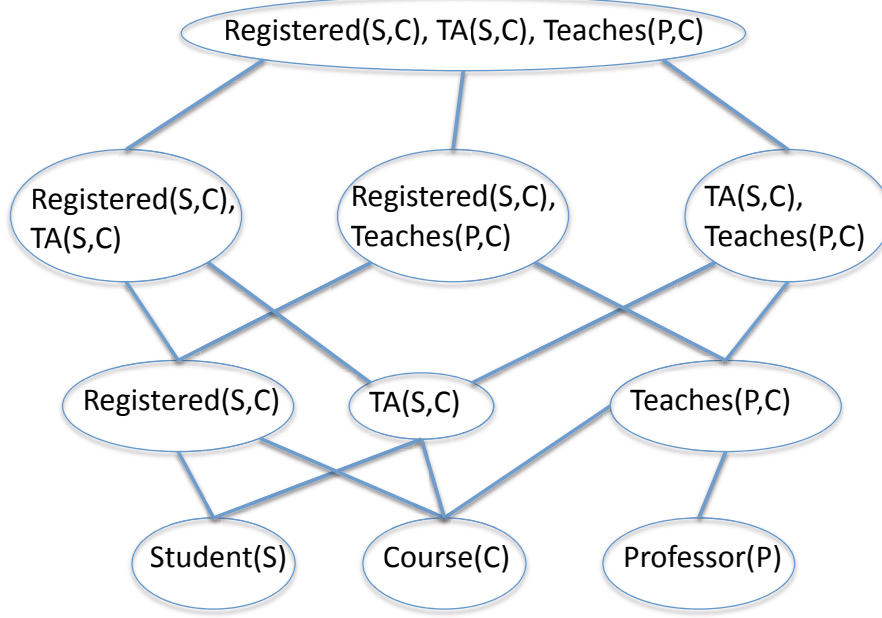 Registered(S,C), TA(S,C), Teaches(P,C)
Registered(S,C),
TA(S,C)
Registered(S,C),
Teaches(P,C)
TA(S,C),
Teaches(P,C)
Registered(S,C)
TA(S,C)
Teaches(P,C)
Student(S)
Course(C)
Professor(P)